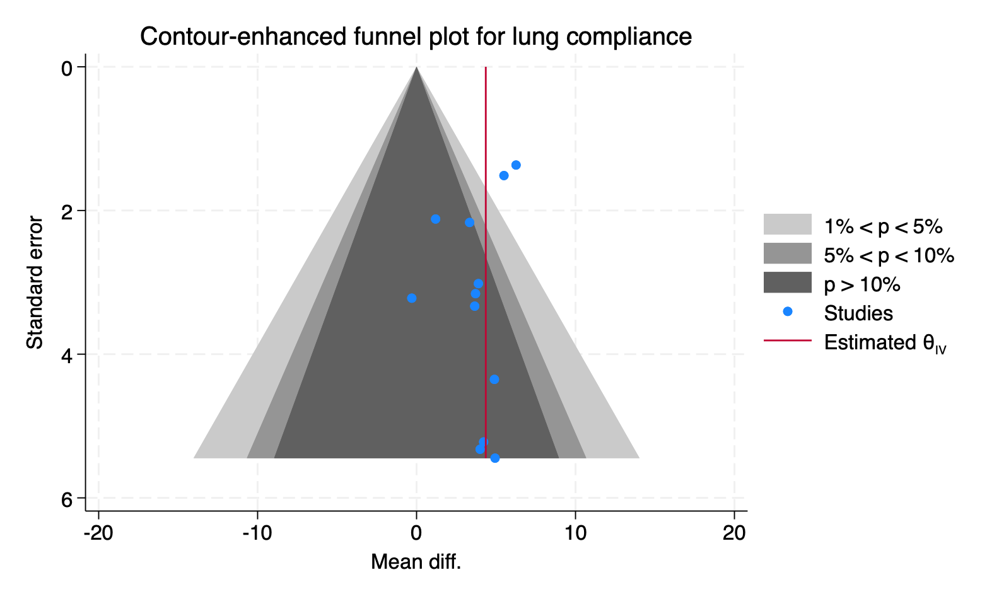 Contour-enhanced funnel plot for lung compliance
Standard error
0
2
4
6
-20
-10
0
10
20
Mean diff.
1% < p < 5%
5% < p < 10%
p > 10%
Studies
Estimated θIV